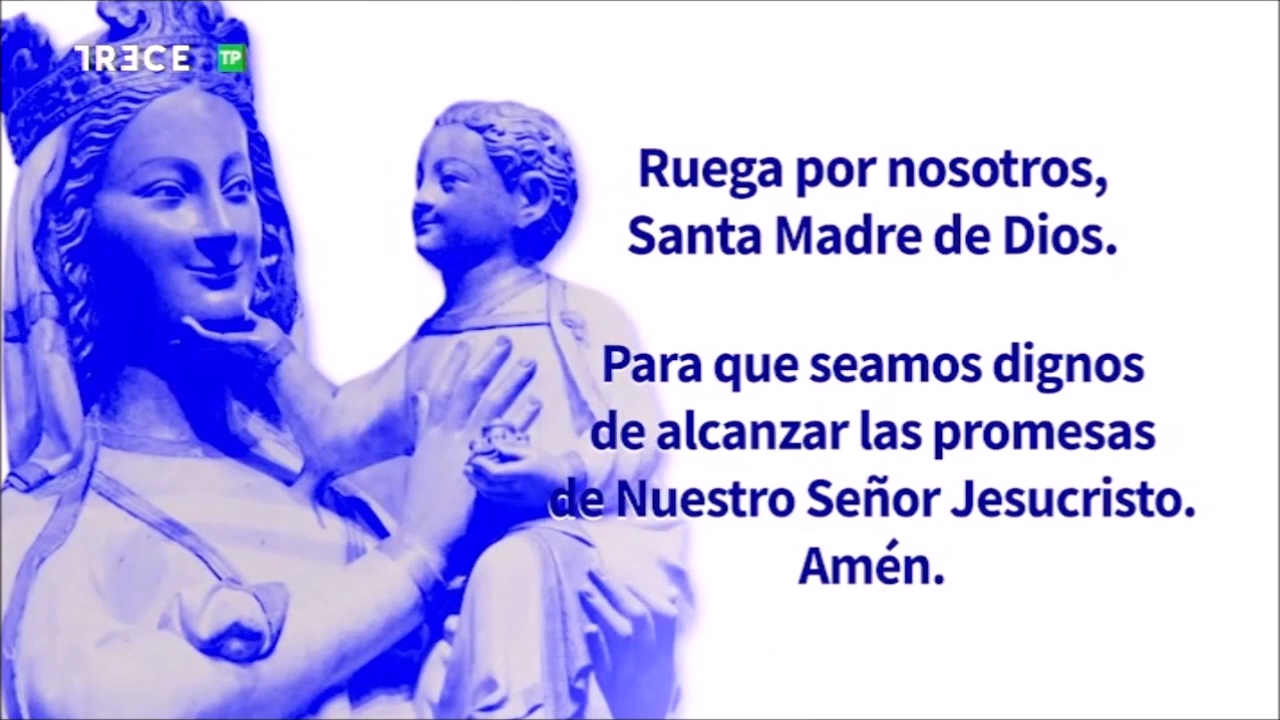 TRECE TP
Ruega por nosotros,
Santa Madre de Dios.
Para que seamos dignos
de alcanzar las promesas
de Nuestro Señor Jesucristo.
Amén.